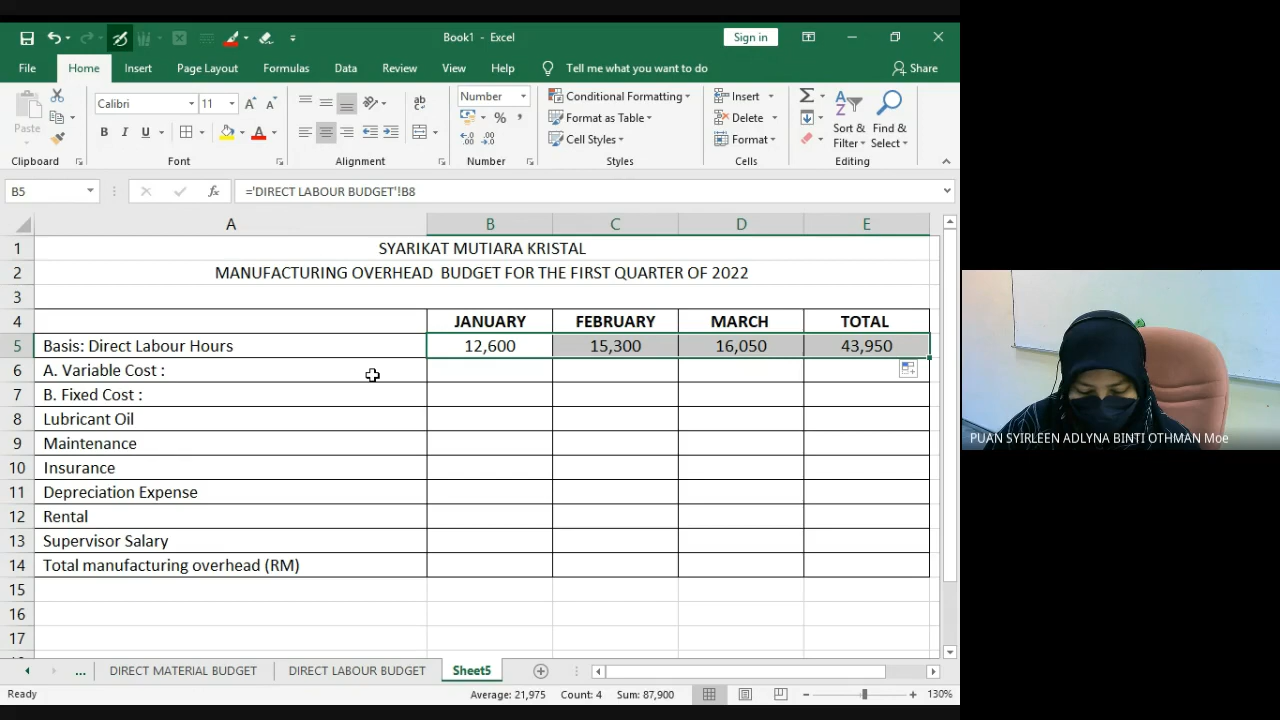 Book1 - Excel
Sign in
File Home Insert Page Layout Formulas Data Review View Help Tell me what you want to do Share
Paste
Calibri 11
Number
Conditional Formatting
Format as Table
Cell Styles
Insert
Delete
Format
Sort & Filter
Find & Select
Clipboard Font Alignment Number Styles Cells Editing
B5 ='DIRECT LABOUR BUDGET'!B8
A B C D E
1 SYARIKAT MUTIARA KRISTAL
2 MANUFACTURING OVERHEAD BUDGET FOR THE FIRST QUARTER OF 2022
3
4 JANUARY FEBRUARY MARCH TOTAL
5 Basis: Direct Labour Hours 12,600 15,300 16,050 43,950
6 A. Variable Cost :
7 B. Fixed Cost :
8 Lubricant Oil
9 Maintenance
10 Insurance
11 Depreciation Expense
12 Rental
13 Supervisor Salary
14 Total manufacturing overhead (RM)
15
16
17
... DIRECT MATERIAL BUDGET DIRECT LABOUR BUDGET Sheet5
Ready Average: 21,975 Count: 4 Sum: 87,900 130%
PUAN SYIRLEEN ADLYNA BINTI OTHMAN Moe